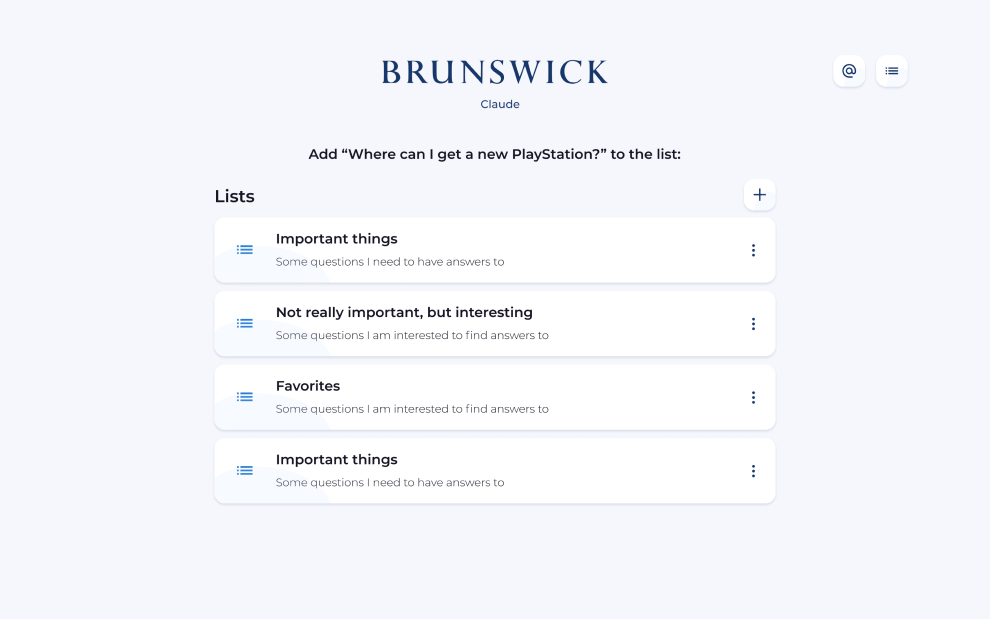 BRUNSWICK
Claude
Add “Where can I get a new PlayStation?” to the list:
Lists
Important things
Some questions I need to have answers to
Not really important, but interesting
Some questions I am interested to find answers to
Favorites
Some questions I am interested to find answers to
Important things
Some questions I need to have answers to